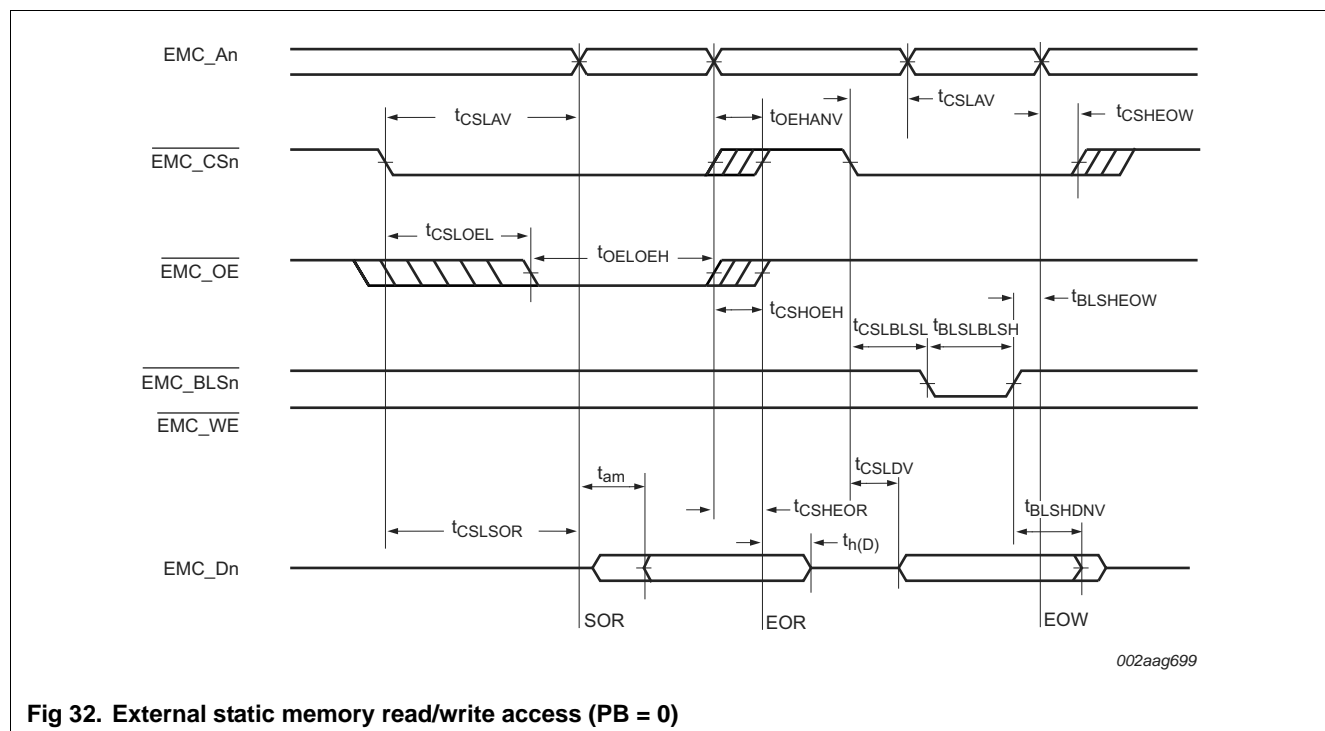 EMC_An
tCSLAV
tOEHANV
tCSLAV
tCSHEOW
EMC_CSn
tCSLOEL
tOELOEH
EMC_OE
tCSHOEH
tBLSHEOW
tCSLBLSL
tBLSLBLSH
EMC_BLSn
EMC_WE
tam
tCSLDV
tCSLSOR
tCSHEOR
tBLSHDNV
th(D)
EMC_Dn
SOR
EOR
EOW
002aag699
Fig 32. External static memory read/write access (PB = 0)